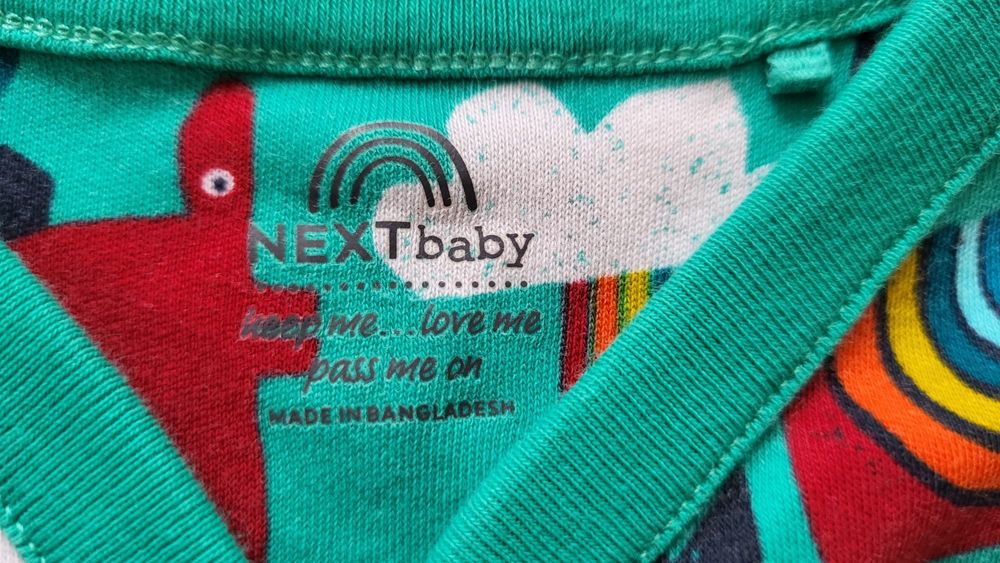 NEXTbaby
keep me... love me
pass me on
MADE IN BANGLADESH